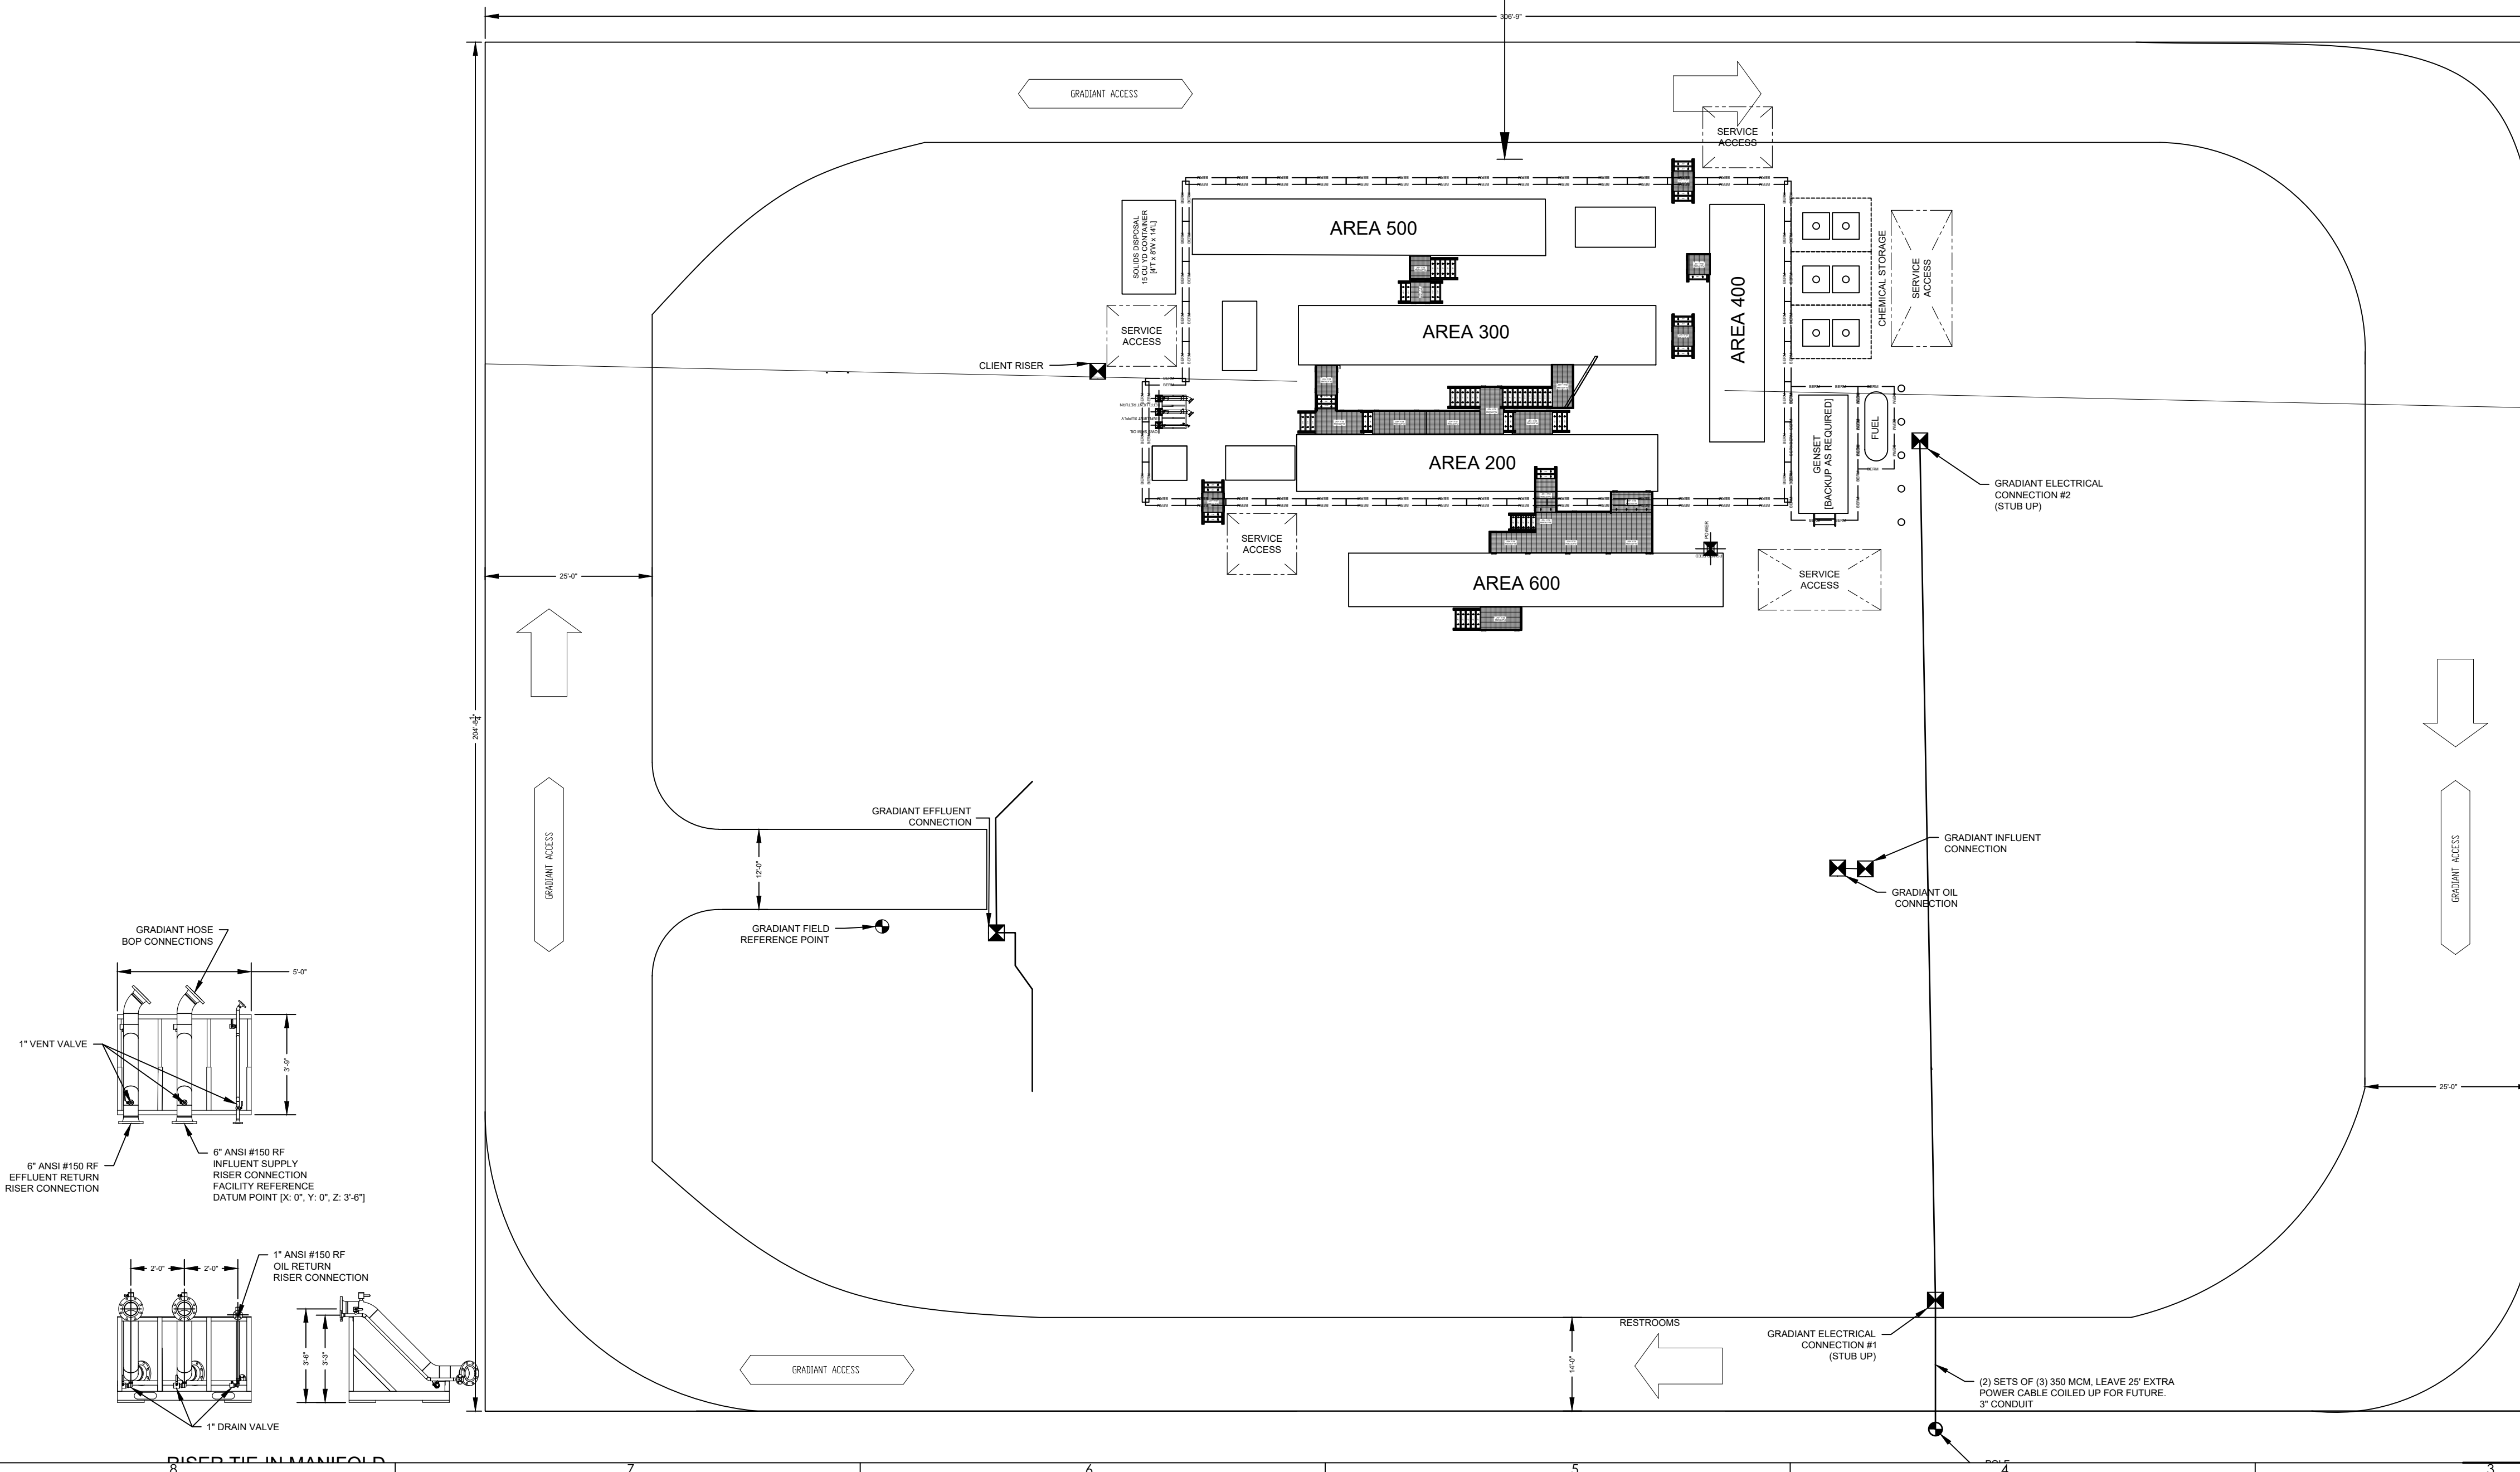 306'-9"
GRADIANT ACCESS
SERVICE
ACCESS
SOLIDS DISPOSAL
15 CU YD CONTAINER
[4'T x 8'W x 14'L]
AREA 500
AREA 400
CHEMICAL STORAGE
SERVICE
ACCESS
SERVICE
ACCESS
AREA 300
CLIENT RISER
AREA 200
GENSET
[BACKUP AS REQUIRED]
FUEL
GRADIANT ELECTRICAL
CONNECTION #2
(STUB UP)
SERVICE
ACCESS
POWER
AREA 600
SERVICE
ACCESS
25'-0"
204'-8¼"
GRADIANT ACCESS
GRADIANT EFFLUENT
CONNECTION
12'-0"
GRADIANT FIELD
REFERENCE POINT
GRADIANT INFLUENT
CONNECTION
GRADIANT OIL
CONNECTION
GRADIANT ACCESS
25'-0"
GRADIANT HOSE
BOP CONNECTIONS
5'-0"
1" VENT VALVE
3'-9"
6" ANSI #150 RF
EFFLUENT RETURN
RISER CONNECTION
6" ANSI #150 RF
INFLUENT SUPPLY
RISER CONNECTION
FACILITY REFERENCE
DATUM POINT [X: 0", Y: 0", Z: 3'-6"]
1" ANSI #150 RF
OIL RETURN
RISER CONNECTION
2'-0"
2'-0"
3'-6"
3'-3"
1" DRAIN VALVE
RISER TIE-IN MANIFOLD
GRADIANT ACCESS
14'-0"
RESTROOMS
GRADIANT ELECTRICAL
CONNECTION #1
(STUB UP)
(2) SETS OF (3) 350 MCM, LEAVE 25' EXTRA
POWER CABLE COILED UP FOR FUTURE.
3" CONDUIT
POLE
8
7
6
5
4
3